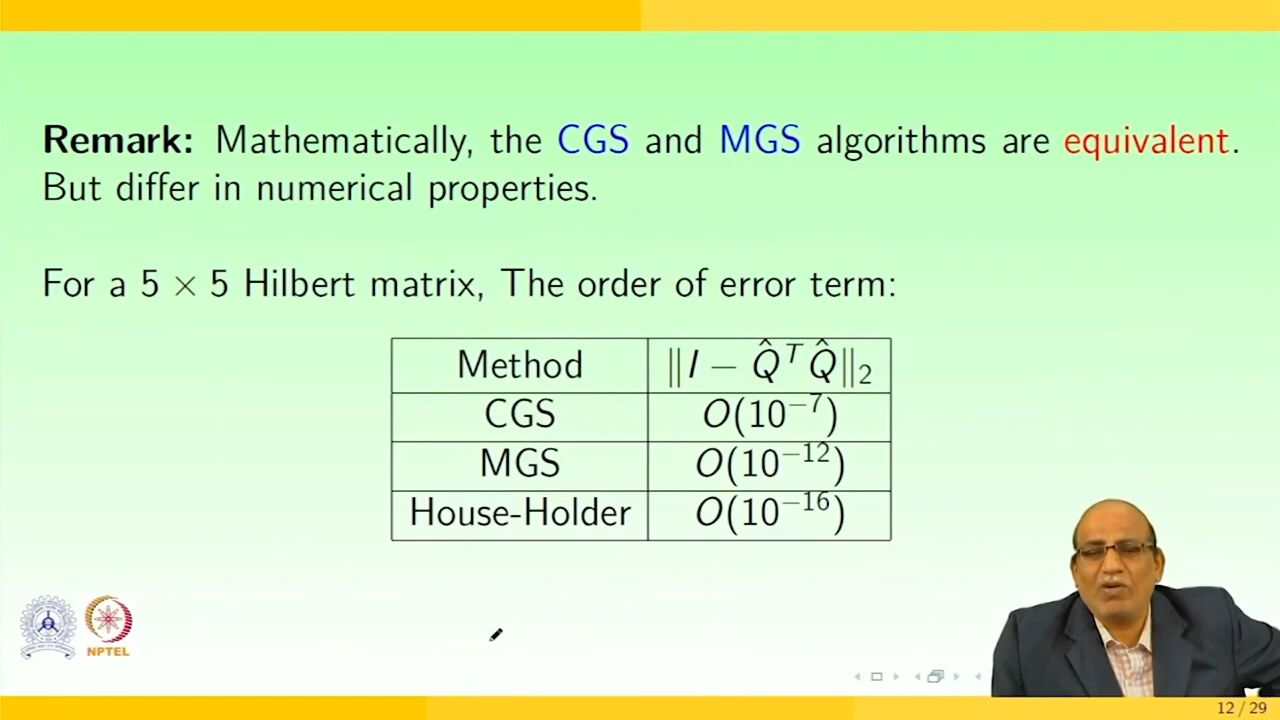 Remark: Mathematically, the CGS and MGS algorithms are equivalent.
But differ in numerical properties.
For a 5 × 5 Hilbert matrix, The order of error term:
Method ‖I − Q̂ᵀQ̂‖₂
CGS O(10⁻⁷)
MGS O(10⁻¹²)
House-Holder O(10⁻¹⁶)
NPTEL
12 / 29